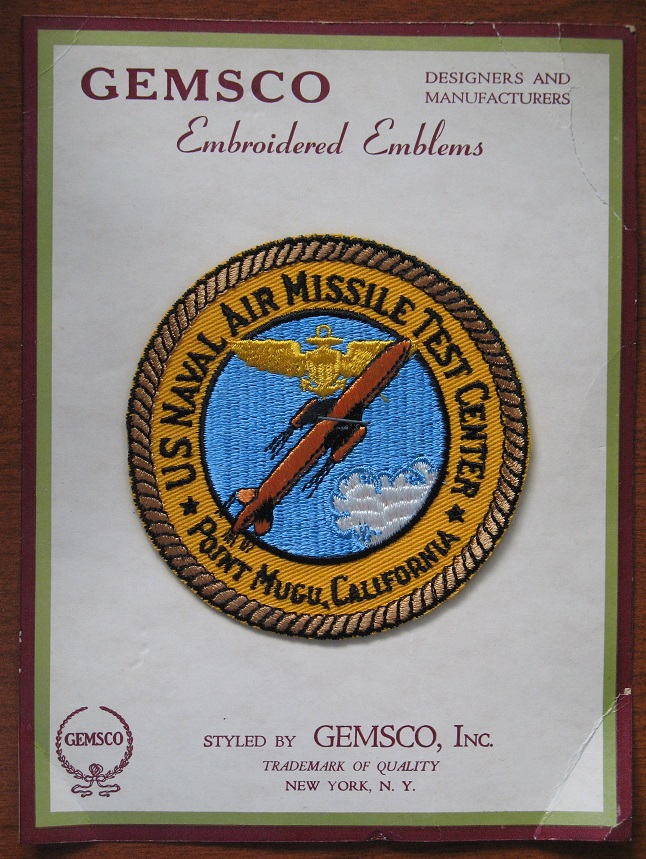 GEMSCO
DESIGNERS AND
MANUFACTURERS
Embroidered Emblems
US NAVAL AIR MISSILE TEST CENTER
POINT MUGU, CALIFORNIA
GEMSCO
STYLED BY GEMSCO, INC.
TRADEMARK OF QUALITY
NEW YORK, N. Y.